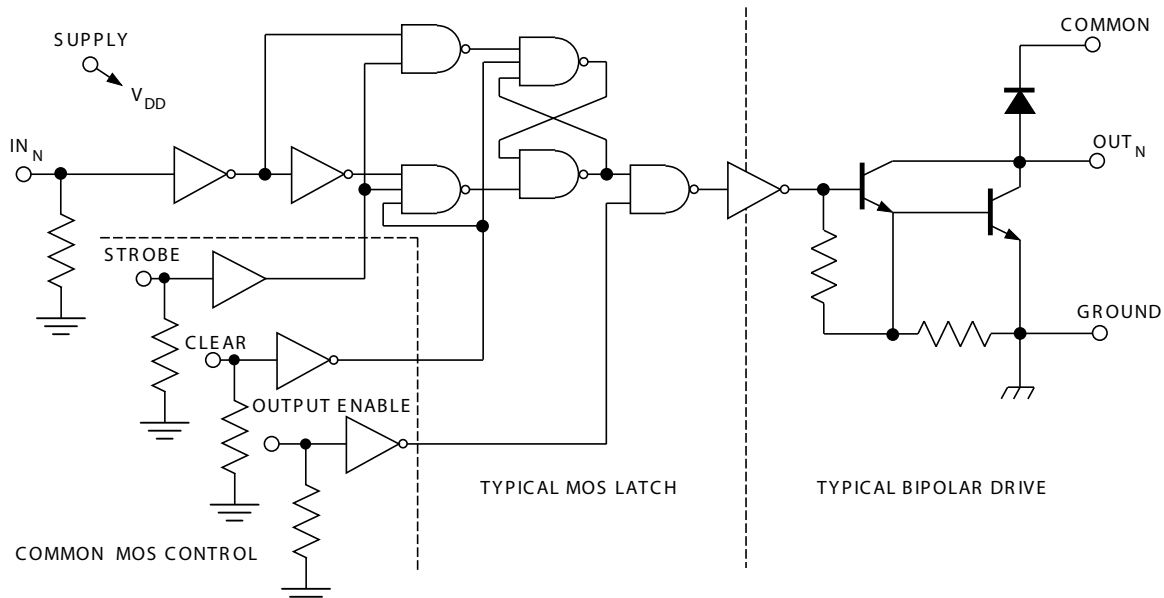 SUPPLY
V DD
COMMON
IN N
OUT N
STROBE
CLEAR
GROUND
OUTPUT ENABLE
TYPICAL MOS LATCH
TYPICAL BIPOLAR DRIVE
COMMON MOS CONTROL